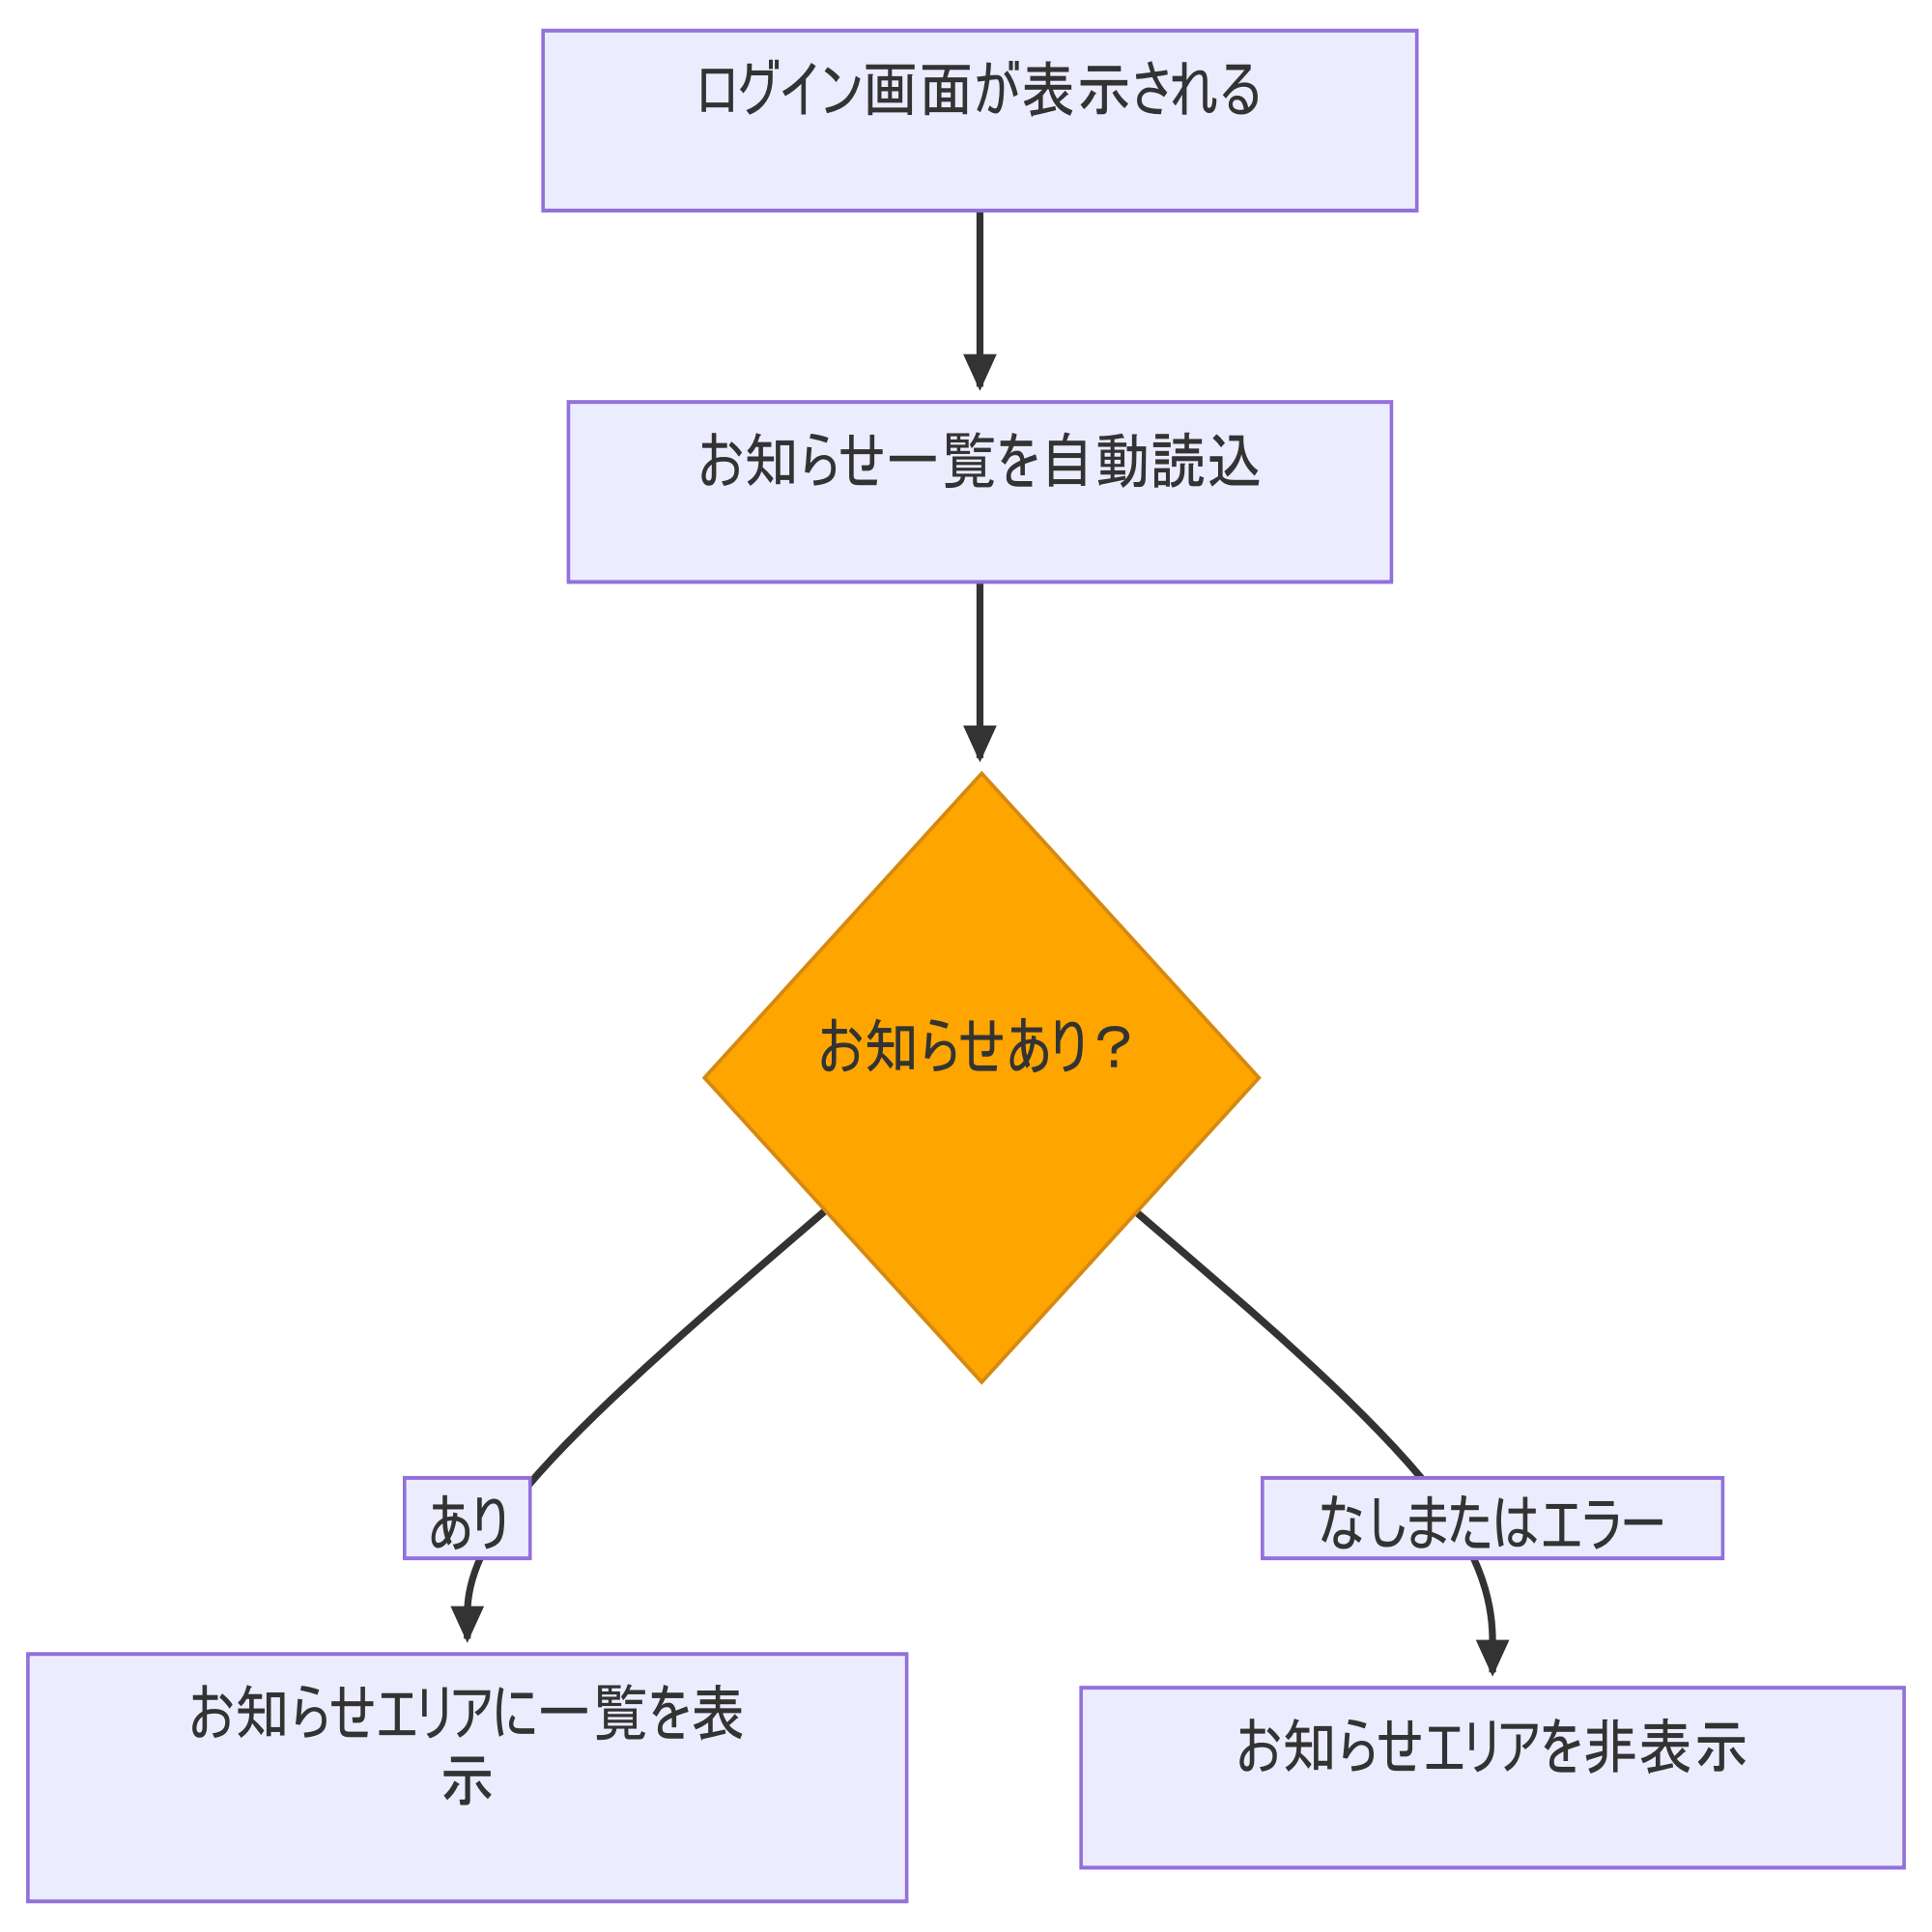 ログイン画面が表示される
お知らせ一覧を自動読込
お知らせあり？
あり
なしまたはエラー
お知らせエリアに一覧を表
示
お知らせエリアを非表示